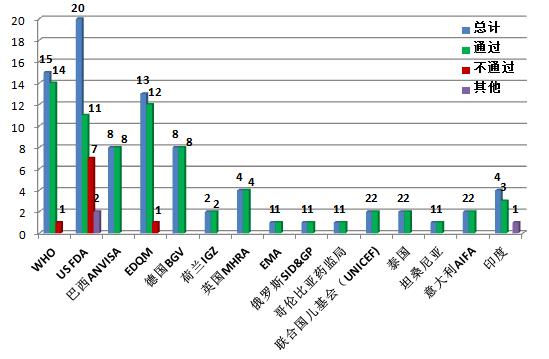 20
18
16
14
12
10
8
6
4
2
0
总计
通过
不通过
其他
15 14 1
20 11 7 2
8 8
13 12 1
8 8
2 2
4 4
1 1
1 1
1 1
2 2
2 2
1 1
2 2
4 3 1
WHO
US FDA
巴西ANVISA
EDQM
德国BGV
荷兰IGZ
英国MHRA
EMA
俄罗斯SID&GP
哥伦比亚药监局
联合国儿基会（UNICEF)
泰国
坦桑尼亚
意大利AIFA
印度